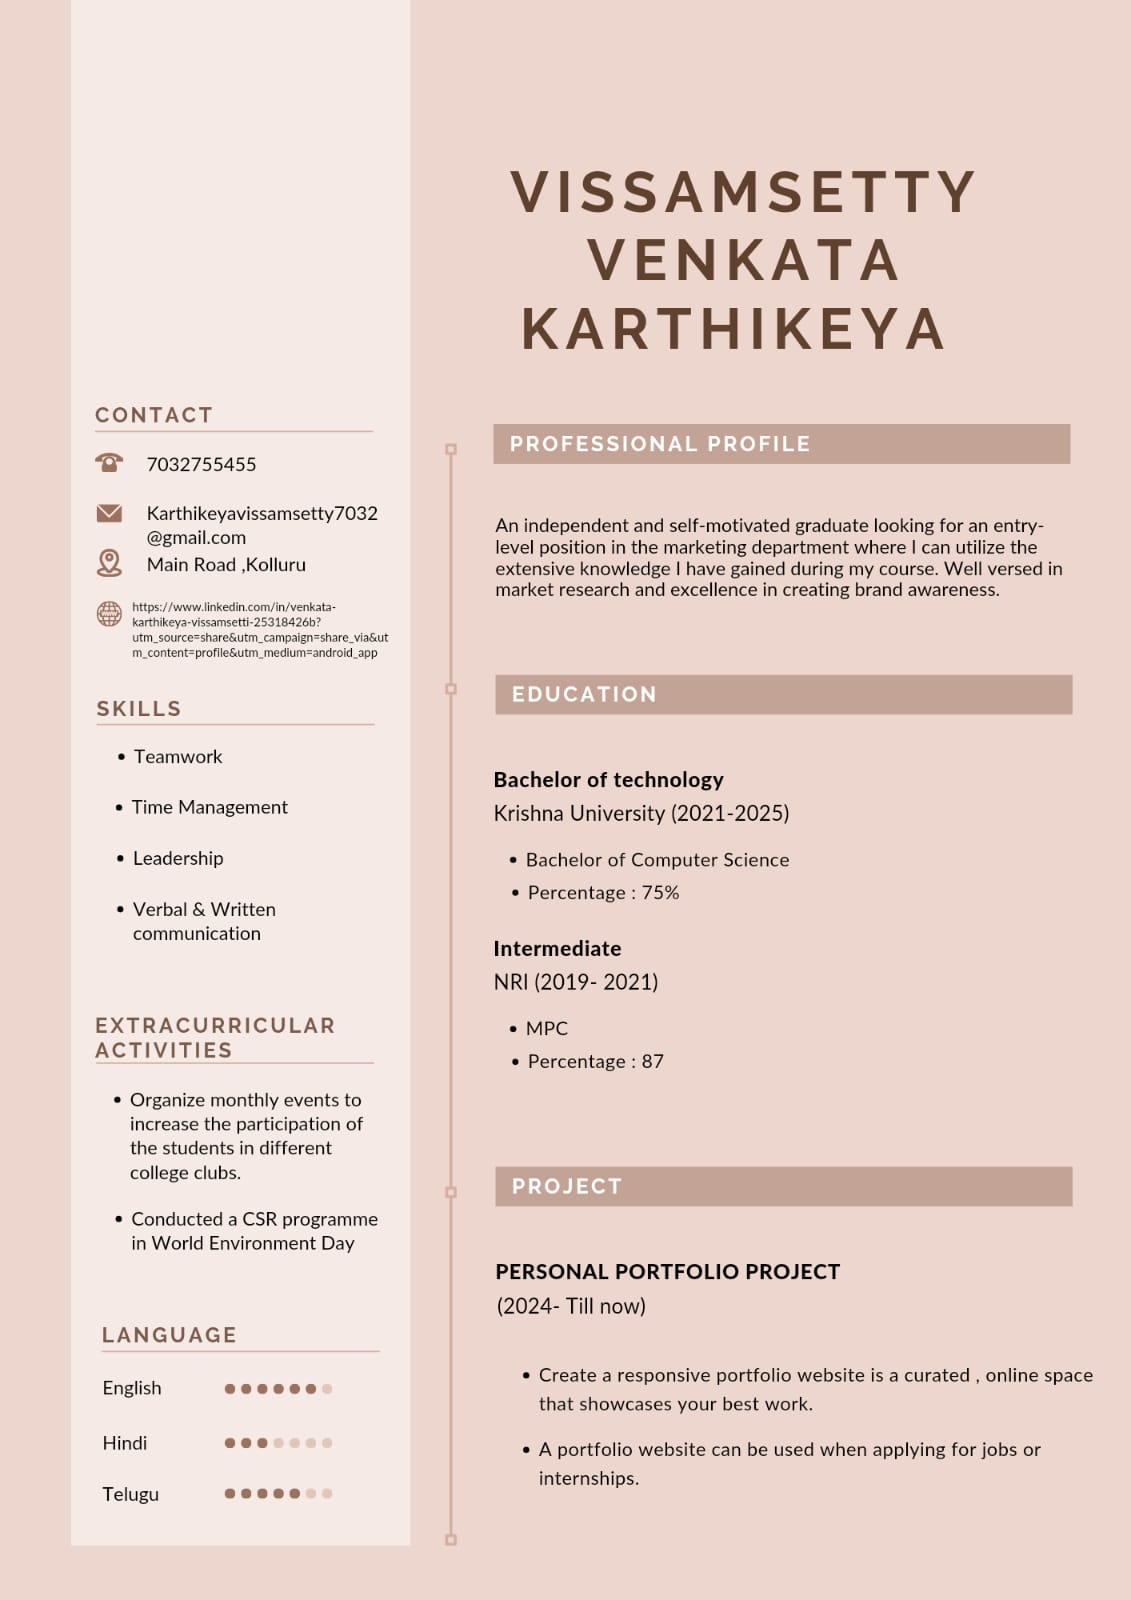 VISSAMSETTY
VENKATA
KARTHIKEYA
CONTACT
7032755455
Karthikeyavissamsetty7032
@gmail.com
Main Road ,Kolluru
https://www.linkedin.com/in/venkata-
karthikeya-vissamsetti-25318426b?
utm_source=share&utm_campaign=share_via&ut
m_content=profile&utm_medium=android_app
SKILLS
• Teamwork
• Time Management
• Leadership
• Verbal & Written
communication
EXTRACURRICULAR
ACTIVITIES
• Organize monthly events to
increase the participation of
the students in different
college clubs.
• Conducted a CSR programme
in World Environment Day
LANGUAGE
English
Hindi
Telugu
PROFESSIONAL PROFILE
An independent and self-motivated graduate looking for an entry-
level position in the marketing department where I can utilize the
extensive knowledge I have gained during my course. Well versed in
market research and excellence in creating brand awareness.
EDUCATION
Bachelor of technology
Krishna University (2021-2025)
• Bachelor of Computer Science
• Percentage : 75%
Intermediate
NRI (2019- 2021)
• MPC
• Percentage : 87
PROJECT
PERSONAL PORTFOLIO PROJECT
(2024- Till now)
• Create a responsive portfolio website is a curated , online space
that showcases your best work.
• A portfolio website can be used when applying for jobs or
internships.